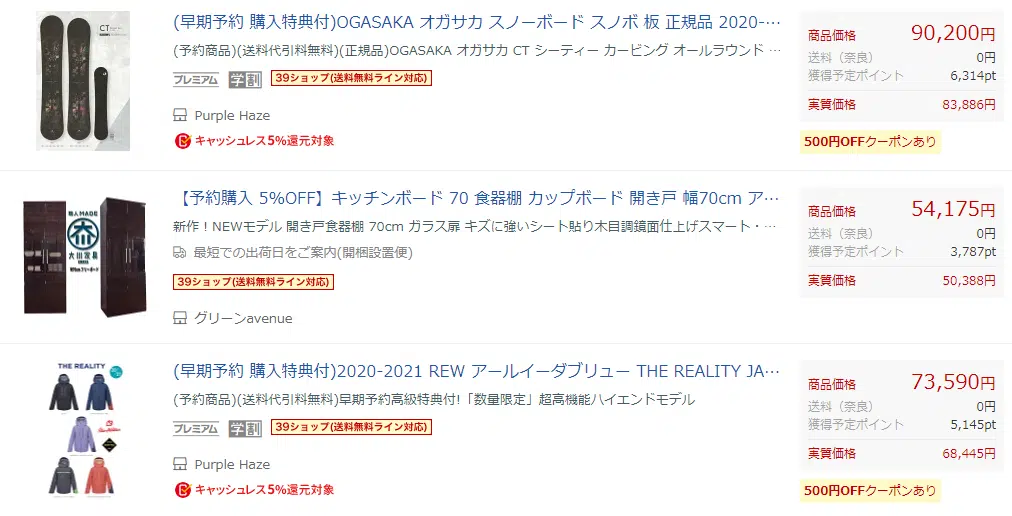 (早期予約 購入特典付)OGASAKA オガサカ スノーボード スノボ 板 正規品 2020-…
(予約商品)(送料代引料無料)(正規品)OGASAKA オガサカ CT シーティー カービング オールラウンド …
プレミアム 学割 39ショップ(送料無料ライン対応)
Purple Haze
キャッシュレス5%還元対象
商品価格 90,200円
送料（奈良） 0円
獲得予定ポイント 6,314pt
実質価格 83,886円
500円OFFクーポンあり
CT
【予約購入 5%OFF】キッチンボード 70 食器棚 カップボード 開き戸 幅70cm ア…
新作！NEWモデル 開き戸食器棚 70cm ガラス扉 キズに強いシート貼り木目調鏡面仕上げスマート・…
最短での出荷日をご案内(開梱設置便)
39ショップ(送料無料ライン対応)
グリーンavenue
商品価格 54,175円
送料（奈良） 0円
獲得予定ポイント 3,787pt
実質価格 50,388円
職人MADE
大川家具
(早期予約 購入特典付)2020-2021 REW アールイーダブリュー THE REALITY JA…
(予約商品)(送料代引料無料)早期予約高級特典付!「数量限定」超高機能ハイエンドモデル
プレミアム 学割 39ショップ(送料無料ライン対応)
Purple Haze
キャッシュレス5%還元対象
商品価格 73,590円
送料（奈良） 0円
獲得予定ポイント 5,145pt
実質価格 68,445円
500円OFFクーポンあり
THE REALITY